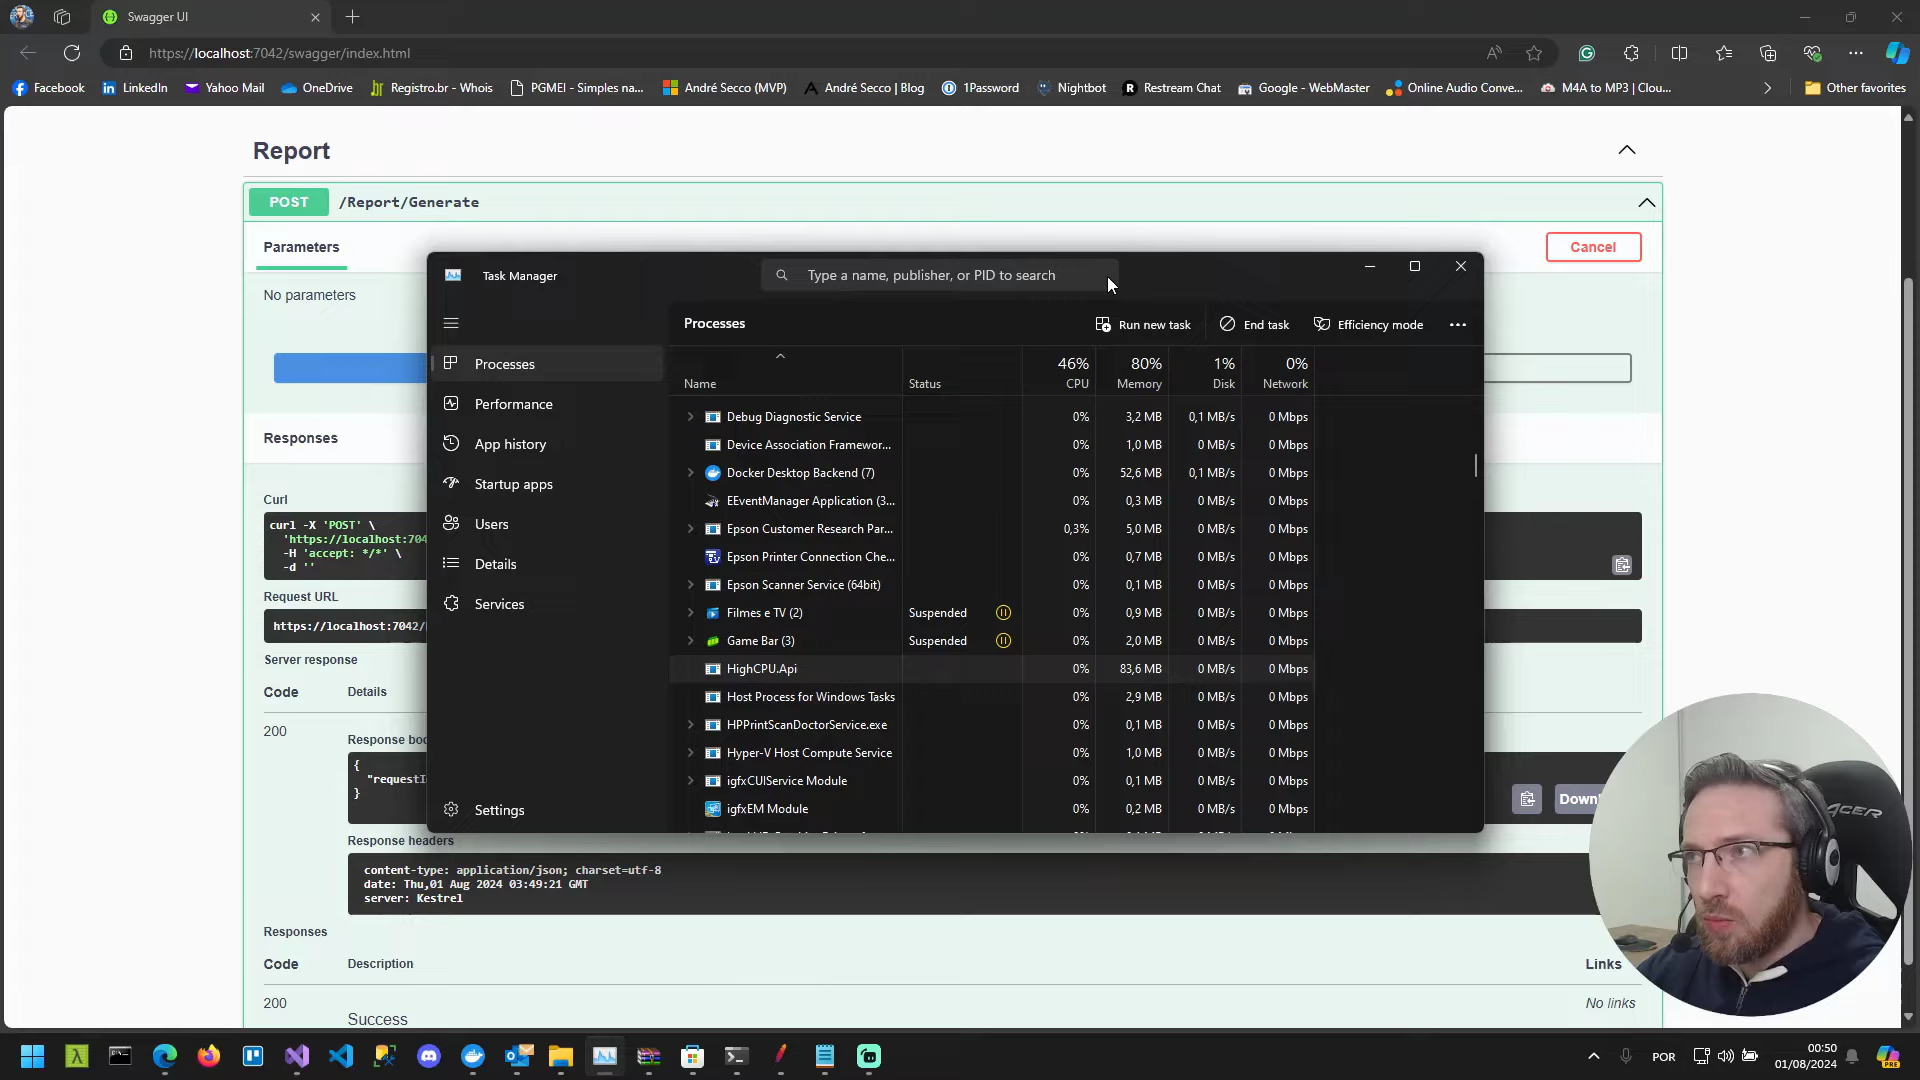 Swagger UI
https://localhost:7042/swagger/index.html
Facebook
LinkedIn
Yahoo Mail
OneDrive
Registro.br - Whois
PGMEI - Simples na...
André Secco (MVP)
André Secco | Blog
1Password
Nightbot
Restream Chat
Google - WebMaster
Online Audio Conve...
M4A to MP3 | Clou...
Other favorites
Report
POST
/Report/Generate
Parameters
Cancel
No parameters
Responses
Curl
curl -X 'POST' \
'https://localhost:704
-H 'accept: */*' \
-d ''
Request URL
https://localhost:7042/
Server response
Code
Details
200
Response bo
{
"requestI
}
Down
Response headers
content-type: application/json; charset=utf-8
date: Thu,01 Aug 2024 03:49:21 GMT
server: Kestrel
Responses
Code
Description
Links
200
No links
Success
Task Manager
Type a name, publisher, or PID to search
Processes
Performance
App history
Startup apps
Users
Details
Services
Settings
Processes
Run new task
End task
Efficiency mode
Name
Status
46% CPU
80% Memory
1% Disk
0% Network
Debug Diagnostic Service 0% 3,2 MB 0,1 MB/s 0 Mbps
Device Association Framewor... 0% 1,0 MB 0 MB/s 0 Mbps
Docker Desktop Backend (7) 0% 52,6 MB 0,1 MB/s 0 Mbps
EEventManager Application (3... 0% 0,3 MB 0 MB/s 0 Mbps
Epson Customer Research Par... 0,3% 5,0 MB 0 MB/s 0 Mbps
Epson Printer Connection Che... 0% 0,7 MB 0 MB/s 0 Mbps
Epson Scanner Service (64bit) 0% 0,1 MB 0 MB/s 0 Mbps
Filmes e TV (2) Suspended 0% 0,9 MB 0 MB/s 0 Mbps
Game Bar (3) Suspended 0% 2,0 MB 0 MB/s 0 Mbps
HighCPU.Api 0% 83,6 MB 0 MB/s 0 Mbps
Host Process for Windows Tasks 0% 2,9 MB 0 MB/s 0 Mbps
HPPrintScanDoctorService.exe 0% 0,1 MB 0 MB/s 0 Mbps
Hyper-V Host Compute Service 0% 1,0 MB 0 MB/s 0 Mbps
igfxCUIService Module 0% 0,1 MB 0 MB/s 0 Mbps
igfxEM Module 0% 0,2 MB 0 MB/s 0 Mbps
acer
POR
00:50
01/08/2024
PRE